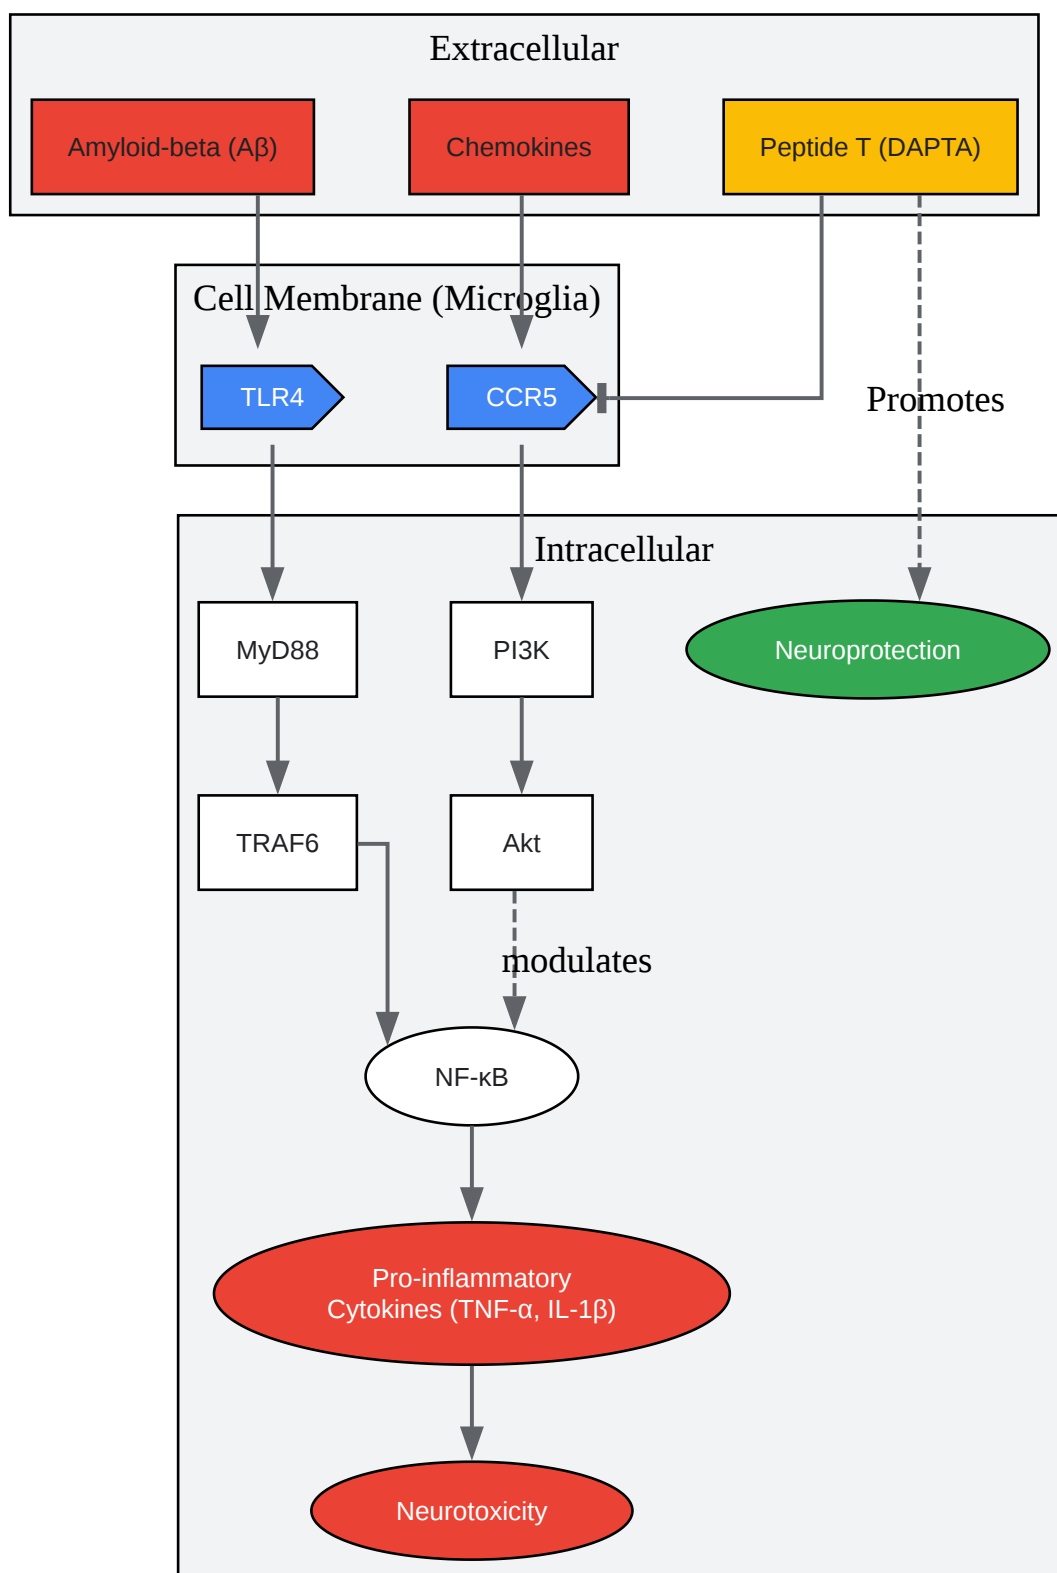 Extracellular
Amyloid-beta (Aβ)
Chemokines
Peptide T (DAPTA)
Cell Membrane (Microglia)
TLR4
CCR5
Promotes
Intracellular
MyD88
PI3K
Neuroprotection
TRAF6
Akt
modulates
NF-κB
Pro-inflammatory
Cytokines (TNF-α, IL-1β)
Neurotoxicity